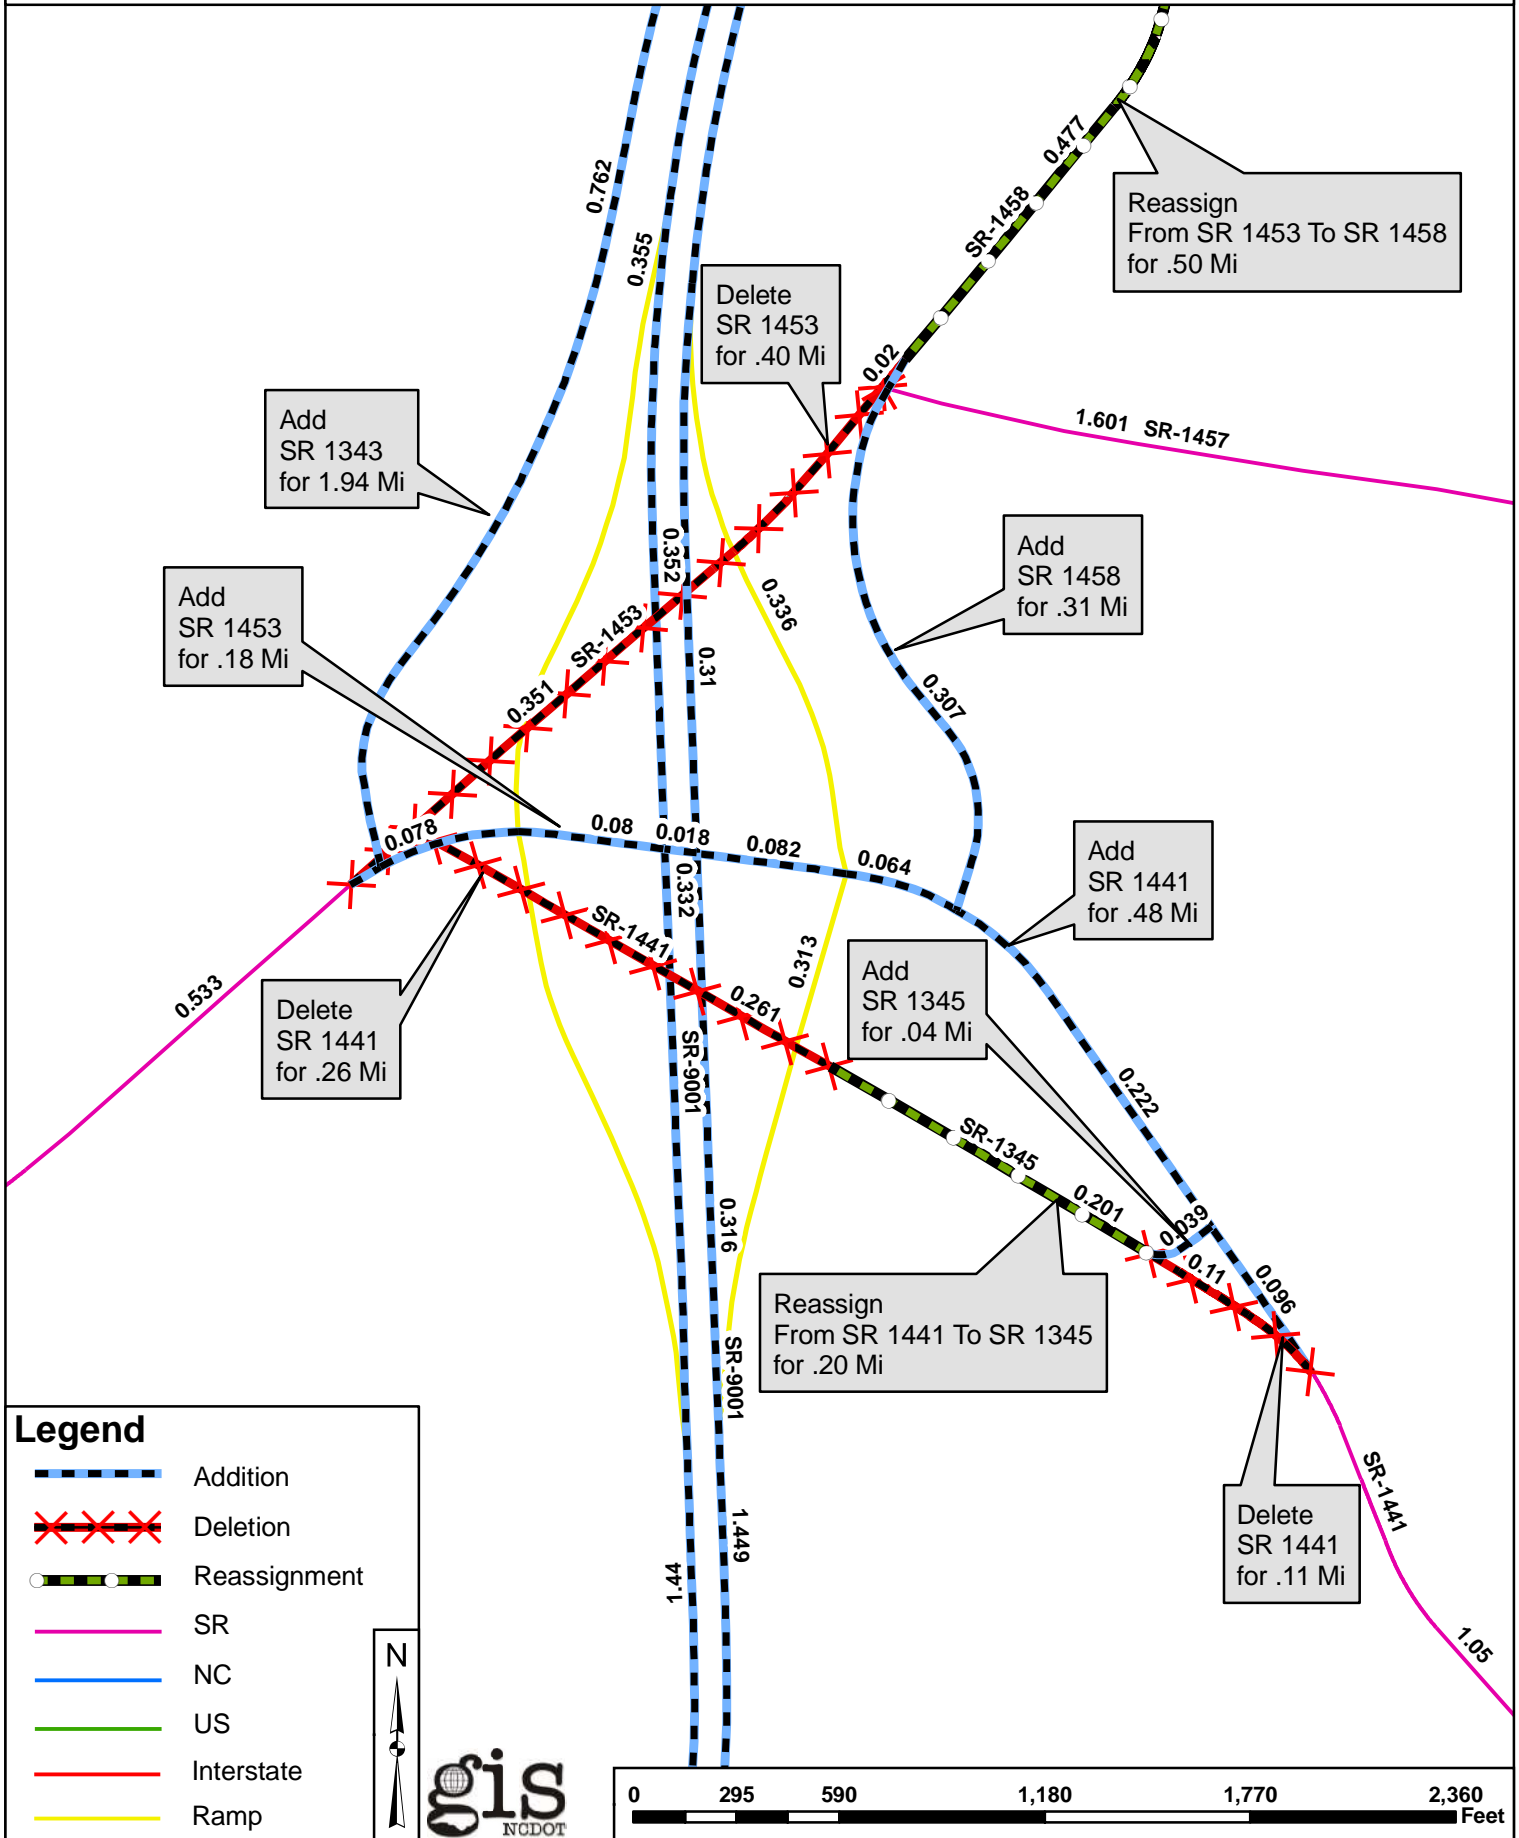 0.762
0.355
0.477
SR-1458
Reassign
From SR 1453 To SR 1458
for .50 Mi
Delete
SR 1453
for .40 Mi
0.02
1.601 SR-1457
Add
SR 1343
for 1.94 Mi
Add
SR 1458
for .31 Mi
0.352
0.336
Add
SR 1453
for .18 Mi
SR-1453
0.31
0.351
0.307
0.078
0.08
0.018
0.082
0.064
Add
SR 1441
for .48 Mi
0.332
SR-1441
0.313
Add
SR 1345
for .04 Mi
0.533
Delete
SR 1441
for .26 Mi
0.261
SR-9001
0.222
SR-1345
0.201
0.039
0.316
0.11
0.096
Reassign
From SR 1441 To SR 1345
for .20 Mi
SR-9001
SR-1441
Delete
SR 1441
for .11 Mi
1.449
1.44
1.05
Legend
Addition
Deletion
Reassignment
SR
NC
US
Interstate
Ramp
N
gis
NCDOT
0 295 590 1,180 1,770 2,360
Feet